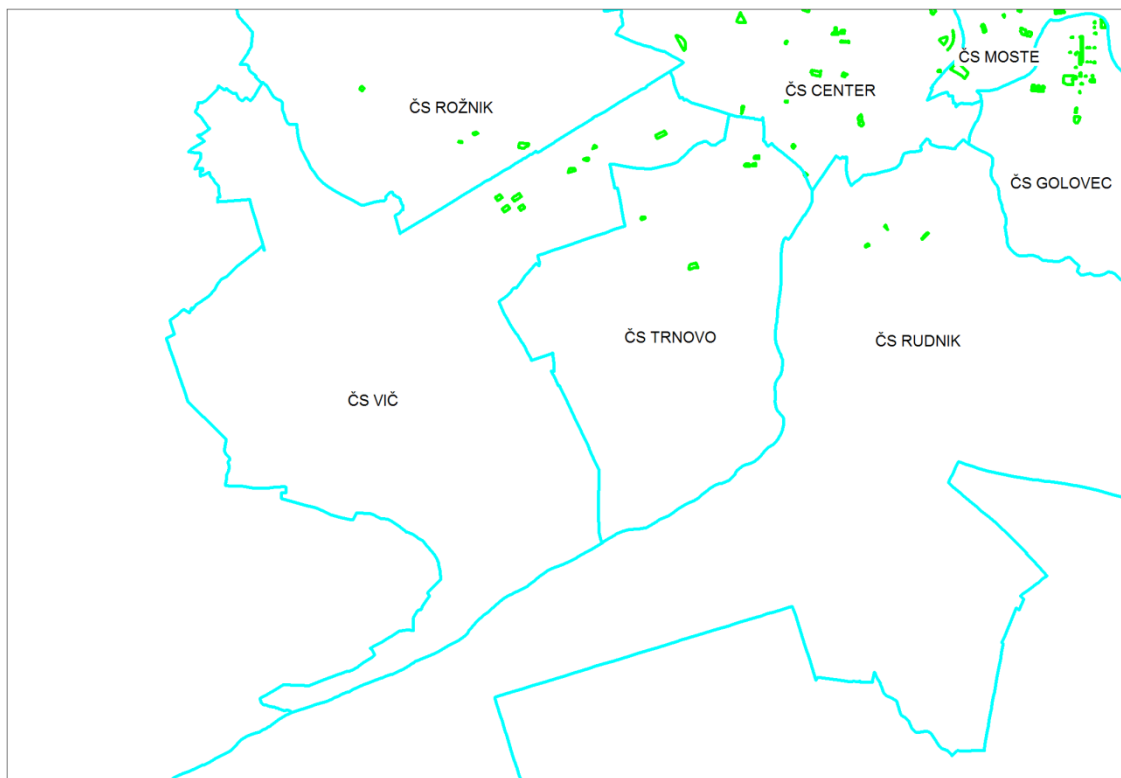 ČS MOSTE
ČS CENTER
ČS ROŽNIK
ČS GOLOVEC
ČS TRNOVO
ČS RUDNIK
ČS VIČ